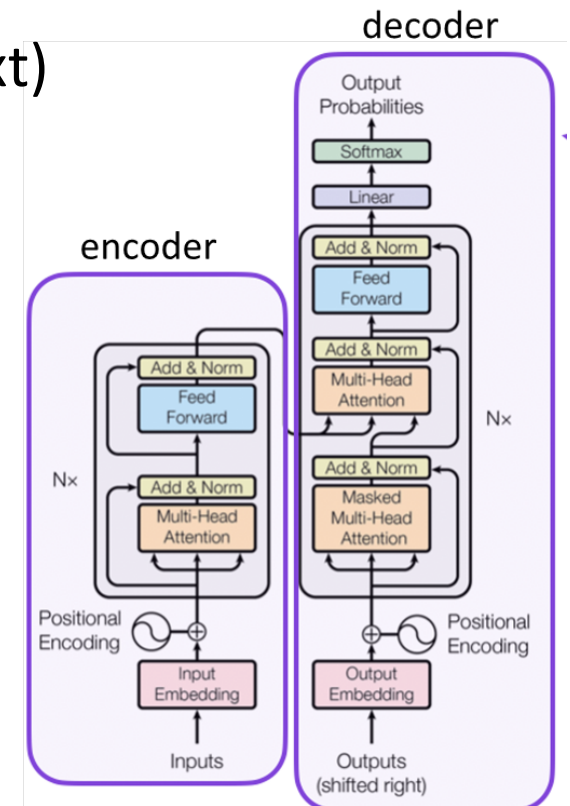 decoder
xt)
Output
Probabilities
Softmax
Linear
Add & Norm
Feed
Forward
Add & Norm
Multi-Head
Attention
Nx
Add & Norm
Masked
Multi-Head
Attention
Positional
Encoding
Output
Embedding
Outputs
(shifted right)
encoder
Add & Norm
Feed
Forward
Nx
Add & Norm
Multi-Head
Attention
Positional
Encoding
Input
Embedding
Inputs